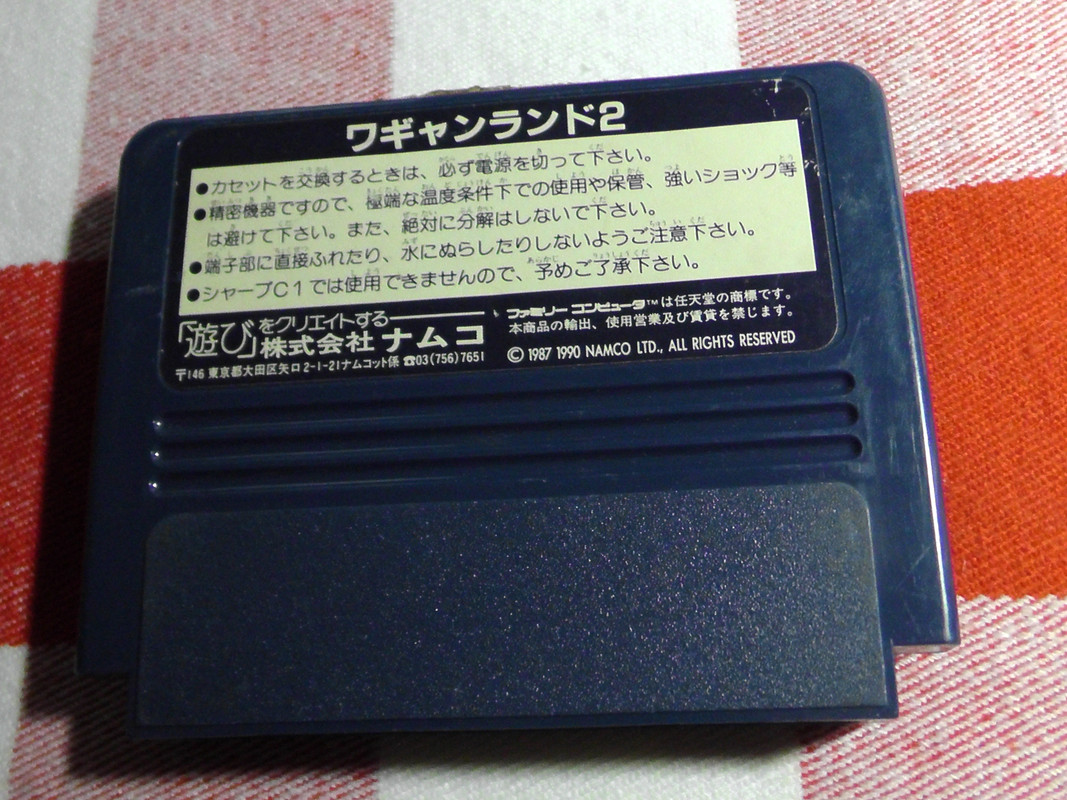 ワギャンランド2
●カセットを交換するときは、必ず電源を切って下さい。
●精密機器ですので、極端な温度条件下での使用や保管、強いショック等
は避けて下さい。また、絶対に分解はしないで下さい。
●端子部に直接ふれたり、水にぬらしたりしないようご注意下さい。
●シャープC1では使用できませんので、予めご了承下さい。
「遊び」をクリエイトする
株式会社ナムコ
〒146 東京都大田区矢口2-1-21ナムコット係 ☎03(756)7651
ファミリーコンピュータ™は任天堂の商標です。
本商品の輸出、使用営業及び賃貸を禁じます。
© 1987 1990 NAMCO LTD., ALL RIGHTS RESERVED